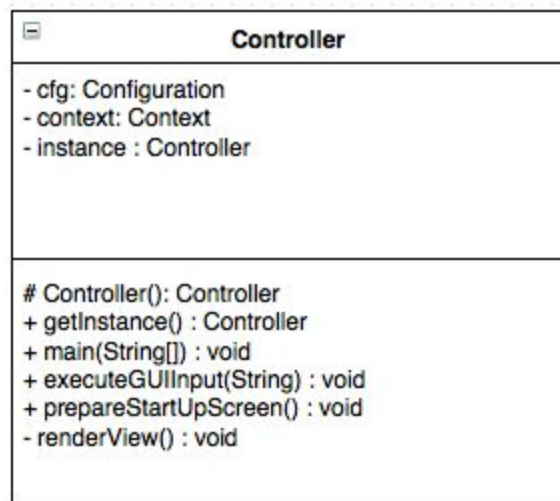 Controller
- cfg: Configuration
- context: Context
- instance : Controller
# Controller(): Controller
+ getInstance() : Controller
+ main(String[]) : void
+ executeGUIInput(String) : void
+ prepareStartUpScreen() : void
- renderView() : void